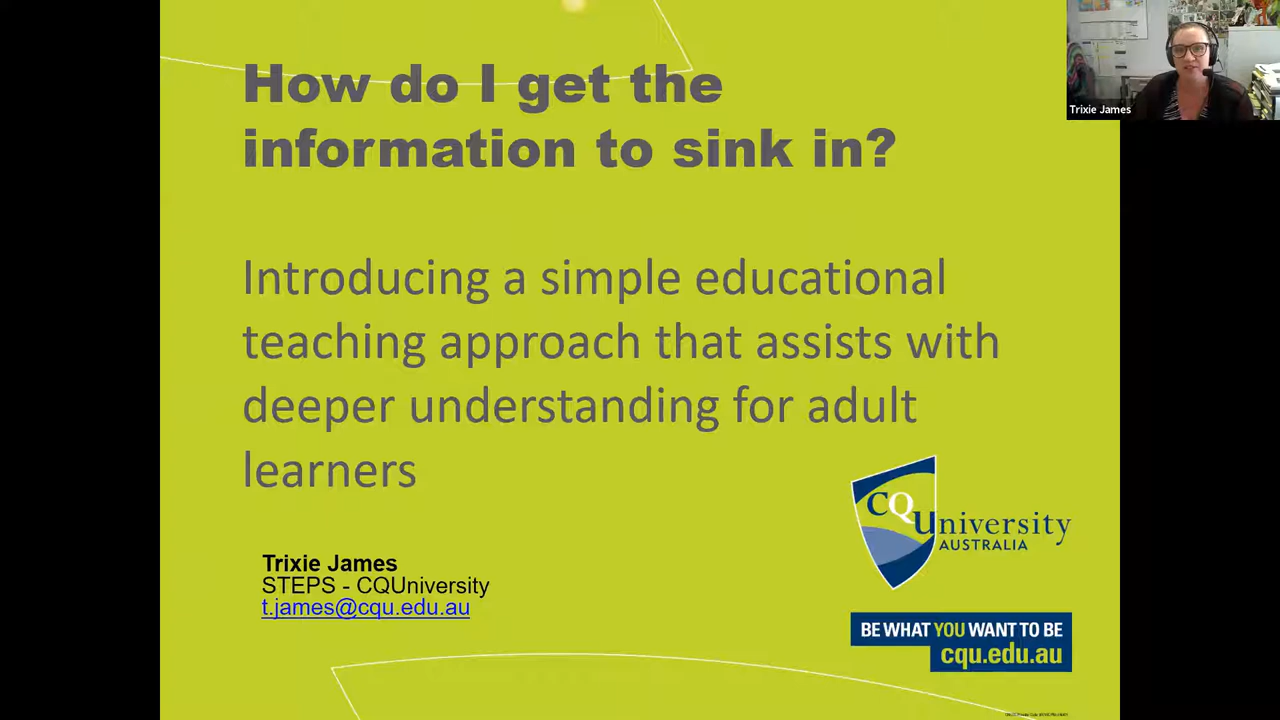 How do I get the
information to sink in?
Trixie James
Introducing a simple educational
teaching approach that assists with
deeper understanding for adult
learners
CQUniversity
AUSTRALIA
Trixie James
STEPS - CQUniversity
t.james@cqu.edu.au
BE WHAT YOU WANT TO BE
cqu.edu.au